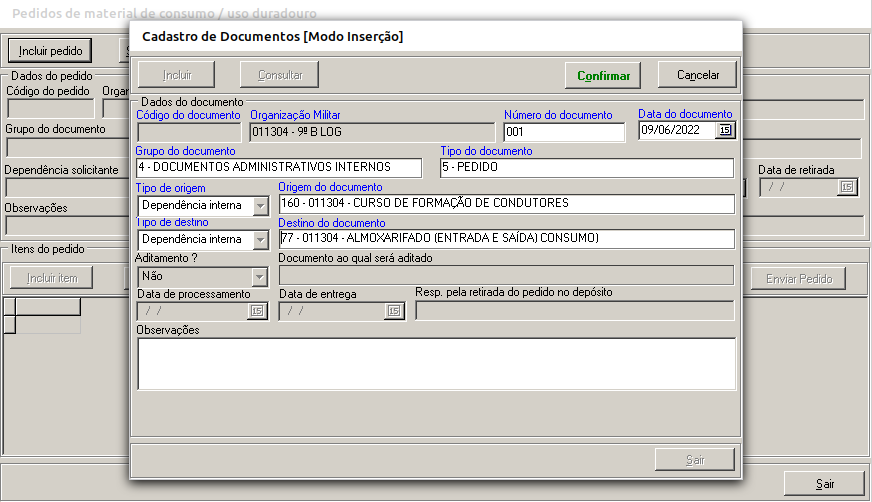 Pedidos de material de consumo / uso duradouro
Cadastro de Documentos [Modo Inserção]
Incluir pedido
Incluir
Consultar
Confirmar
Cancelar
Dados do pedido
Código do pedido
Dados do documento
Código do documento
Organização Militar
011304 - 9º B LOG
Número do documento
001
Data do documento
09/06/2022
15
Grupo do documento
Grupo do documento
4 - DOCUMENTOS ADMINISTRATIVOS INTERNOS
Tipo do documento
5 - PEDIDO
Dependência solicitante
Tipo de origem
Dependência interna
Origem do documento
160 - 011304 - CURSO DE FORMAÇÃO DE CONDUTORES
Data de retirada
/ /
15
Observações
Tipo de destino
Dependência interna
Destino do documento
77 - 011304 - ALMOXARIFADO (ENTRADA E SAÍDA) CONSUMO)
Itens do pedido
Incluir item
Aditamento ?
Não
Documento ao qual será aditado
Enviar Pedido
Data de processamento
/ /
15
Data de entrega
/ /
15
Resp. pela retirada do pedido no depósito
Observações
Sair
Sair